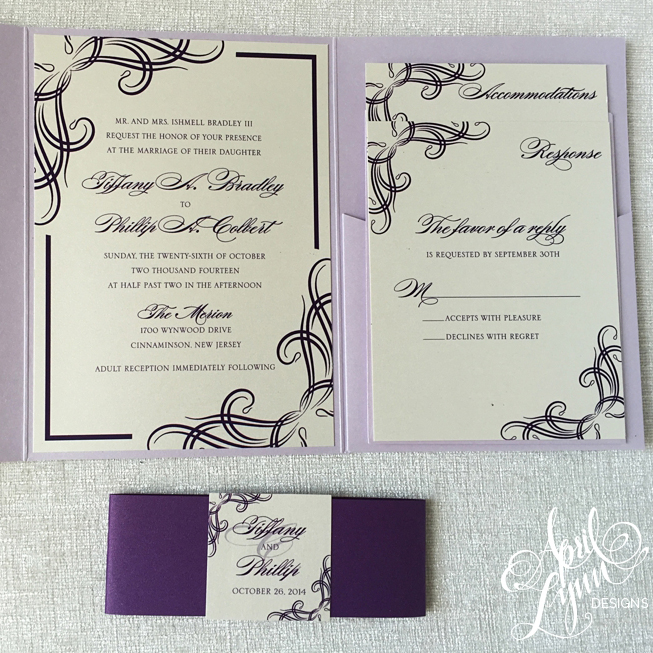 MR. AND MRS. ISHMELL BRADLEY III
REQUEST THE HONOR OF YOUR PRESENCE
AT THE MARRIAGE OF THEIR DAUGHTER
Tiffany A. Bradley
TO
Phillip A. Colbert
SUNDAY, THE TWENTY-SIXTH OF OCTOBER
TWO THOUSAND FOURTEEN
AT HALF PAST TWO IN THE AFTERNOON
The Merion
1700 WYNWOOD DRIVE
CINNAMINSON, NEW JERSEY
ADULT RECEPTION IMMEDIATELY FOLLOWING
Accommodations
Response
The favor of a reply
IS REQUESTED BY SEPTEMBER 30TH
M
ACCEPTS WITH PLEASURE
DECLINES WITH REGRET
Tiffany
AND
Phillip
OCTOBER 26, 2014
April
Lynn
DESIGNS